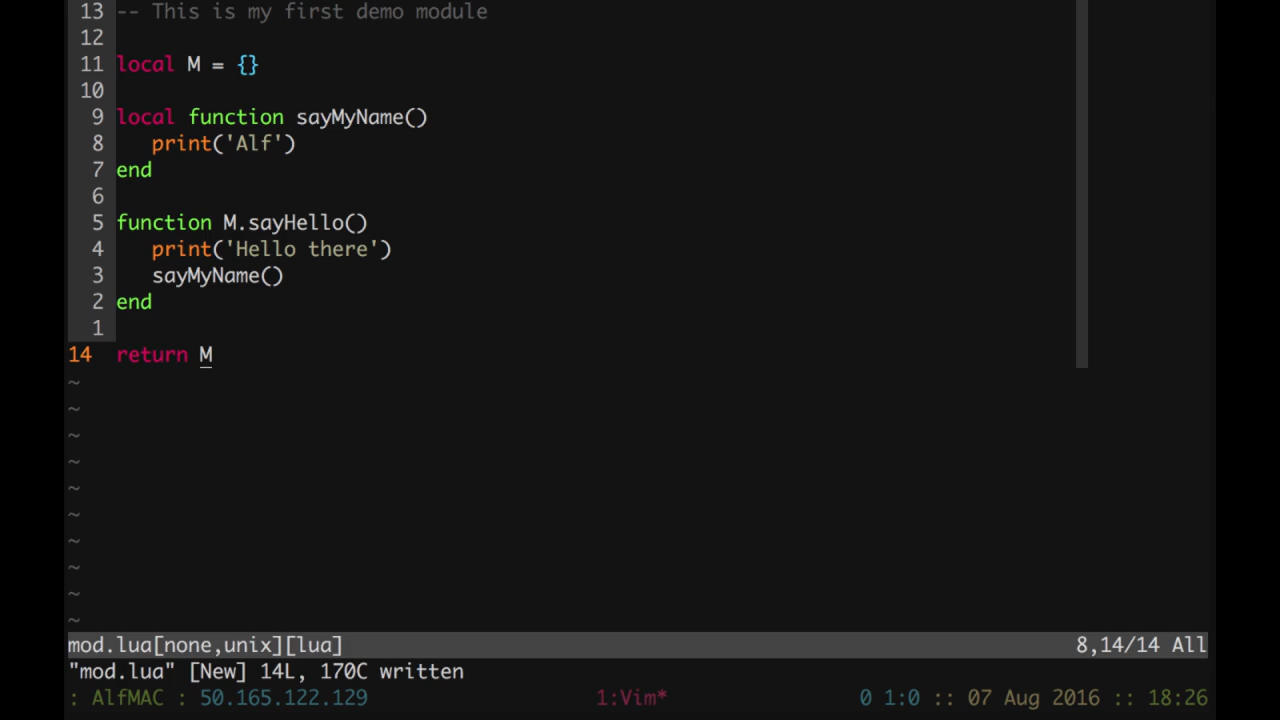 13 -- This is my first demo module
12
11 local M = {}
10
9 local function sayMyName()
8    print('Alf')
7 end
6
5 function M.sayHello()
4    print('Hello there')
3    sayMyName()
2 end
1
14 return M
~
~
~
~
~
~
~
~
~
~
mod.lua[none,unix][lua] 8,14/14 All
"mod.lua" [New] 14L, 170C written
: AlfMAC : 50.165.122.129 1:Vim* 0 1:0 :: 07 Aug 2016 :: 18:26